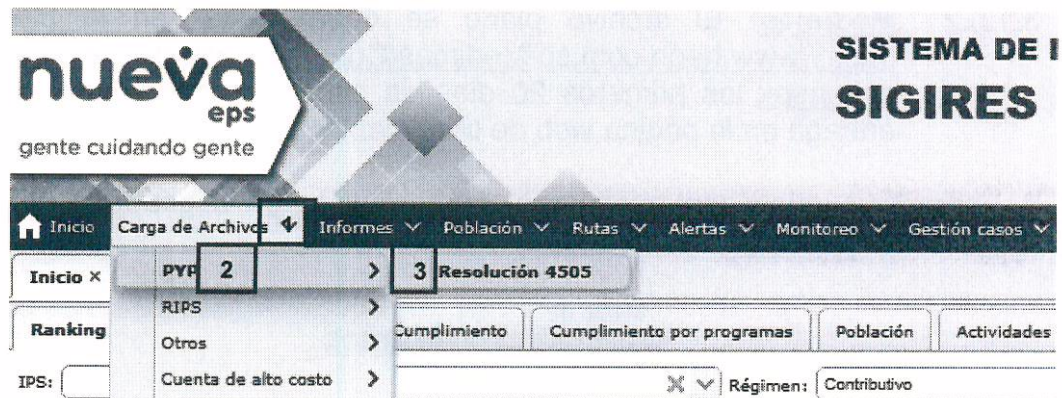 nueva
eps
gente cuidando gente
SISTEMA DE I
SIGIRES
Inicio Carga de Archivos Informes Población Rutas Alertas Monitoreo Gestión casos
Inicio × PYP 2 3 Resolución 4505
RIPS
Ranking Cumplimiento Cumplimiento por programas Población Actividades
Otros
IPS: Cuenta de alto costo Régimen: Contributivo